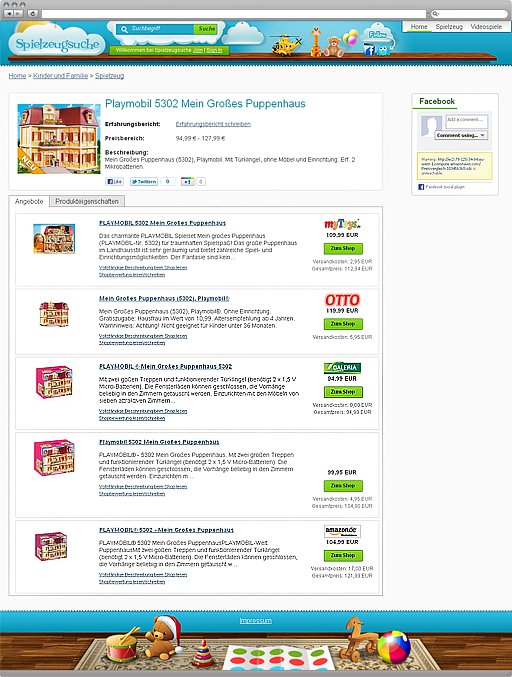 Suchbegriff
Suche
Spielzeugsuche
Willkommen bei Spielzeugsuche Join | Sign in
Follow
Home
Spielzeug
Videospiele
Home > Kinder und Familie > Spielzeug
NEU
Playmobil 5302 Mein Großes Puppenhaus
Erfahrungsbericht: Erfahrungsbericht schreiben
Preisbereich: 94,99 € - 127,99 €
Beschreibung:
Mein Großes Puppenhaus (5302), Playmobil. Mit Türklingel, ohne Möbel und Einrichtung. Erf. 2
Mikrobatterien.
Like
Twittern
0
+1
0
Facebook
Add a comment...
Comment using...
Facebook social plugin
Angebote
Produkteigenschaften
PLAYMOBIL 5302 Mein Grosses Puppenhaus
Das charmante PLAYMOBIL Spielset Mein großes Puppenhaus
(PLAYMOBIL-Nr. 5302) für traumhaften Spielspaß! Das große Puppenhaus
im Landhausstil ist sehr geräumig und bietet zahlreiche Spiel- und
Einrichtungsmöglichkeiten. Der Fantasie sind kein...
Vollständige Beschreibung beim Shop lesen
Shopbewertung lesen/schreiben
myToys
109,99 EUR
Zum Shop
Versandkosten: 2,95 EUR
Gesamtpreis: 112,94 EUR
Mein Großes Puppenhaus (5302), Playmobil®
Mein Großes Puppenhaus (5302), Playmobil®. Ohne Einrichtung.
Gratiszugabe: Hausfrau im Wert von 10,99. Altersempfehlung ab 4 Jahren.
Warnhinweis: Achtung! Nicht geeignet für Kinder unter 36 Monaten.
Vollständige Beschreibung beim Shop lesen
Shopbewertung lesen/schreiben
OTTO
119,99 EUR
Zum Shop
Versandkosten: 5,95 EUR
PLAYMOBIL ®-Mein Grosses Puppenhaus 5302
Mit zwei großen Treppen und funktionierender Türklingel (benötigt 2 x 1,5 V
Micro-Batterien). Die Fensterläden können geschlossen, die Vorhänge
beliebig in den Zimmern getauscht werden. Einzurichten mit den Möbeln von
sieben attraktiven Zimmern...
Vollständige Beschreibung beim Shop lesen
Shopbewertung lesen/schreiben
GALERIA
94,99 EUR
Zum Shop
Versandkosten: 0,00 EUR
Gesamtpreis: 94,99 EUR
Playmobil 5302 Mein Großes Puppenhaus
PLAYMOBIL® - 5302 Mein Großes Puppenhaus. Mit zwei großen Treppen
und funktionierender Türklingel (benötigt 2 x 1,5 V Micro-Batterien). Die
Fensterläden können geschlossen, die Vorhänge beliebig in den Zimmern
getauscht werden. Einzurichten m...
Vollständige Beschreibung beim Shop lesen
Shopbewertung lesen/schreiben
99,95 EUR
Zum Shop
Versandkosten: 4,95 EUR
Gesamtpreis: 104,90 EUR
PLAYMOBIL® 5302 - Mein Großes Puppenhaus
PLAYMOBIL® 5302 Mein Großes PuppenhausPLAYMOBIL-Welt:
PuppenhausMit zwei großen Treppen und funktionierender Türklingel
(benötigt 2 x 1,5 V Micro-Batterien). Die Fensterläden können geschlossen,
die Vorhänge beliebig in den Zimmern getauscht w...
Vollständige Beschreibung beim Shop lesen
Shopbewertung lesen/schreiben
amazon.de
104,99 EUR
Zum Shop
Versandkosten: 17,00 EUR
Gesamtpreis: 121,99 EUR
Impressum